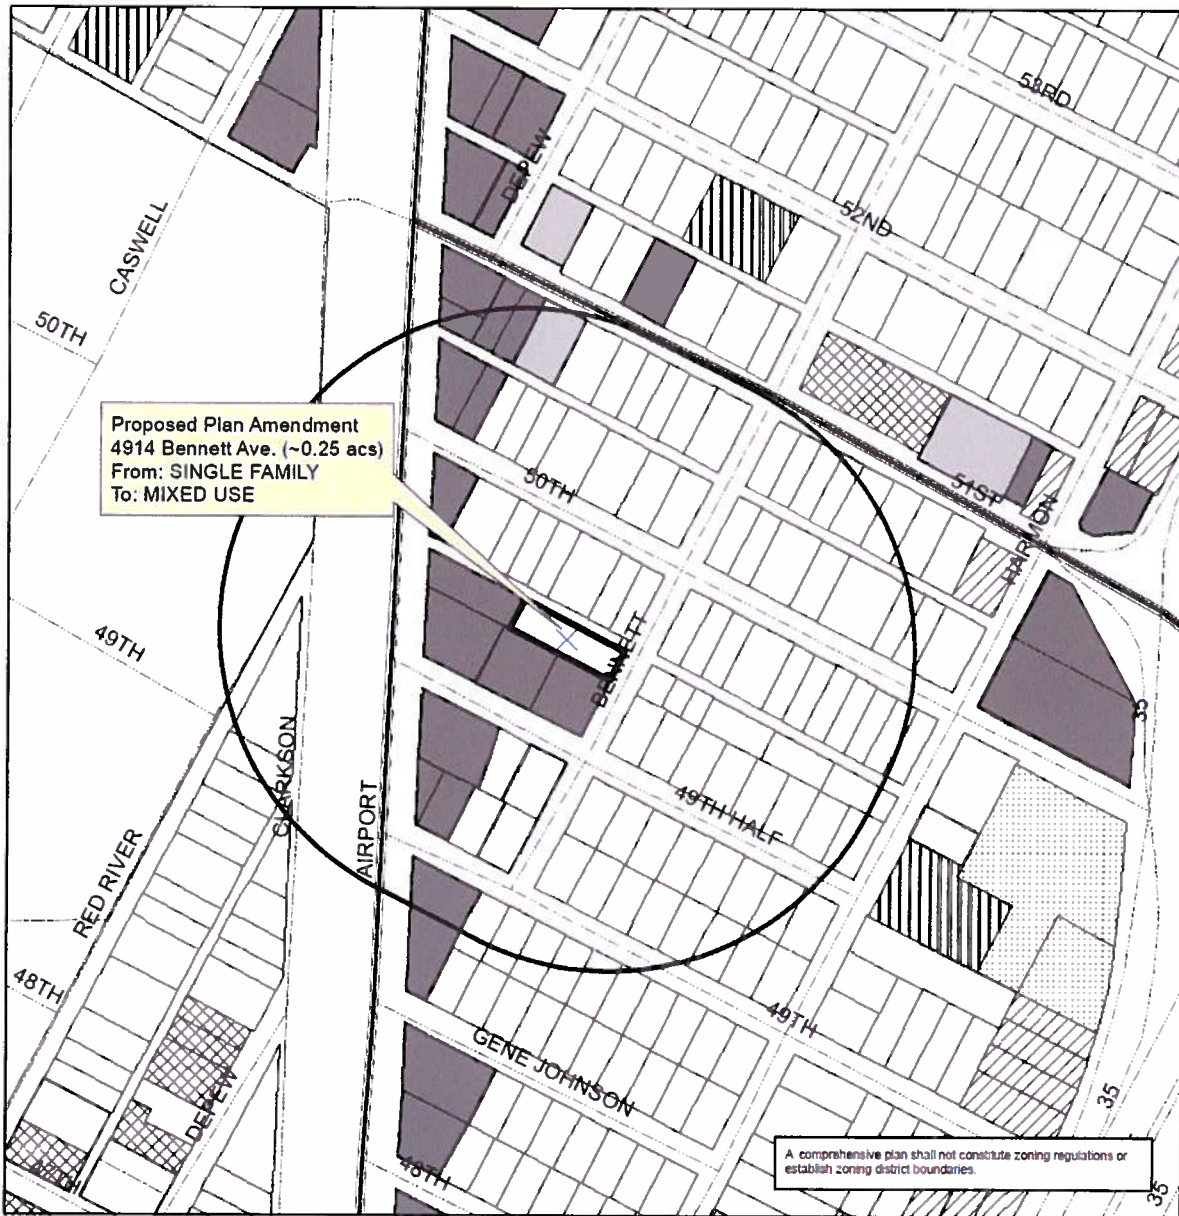 53RD
DEPEW
52ND
CASWELL
50TH
Proposed Plan Amendment
4914 Bennett Ave. (~0.25 acs)
From: SINGLE FAMILY
To: MIXED USE
50TH
51ST
HARMON
49TH
BENNETT
35
CLARKSON
AIRPORT
49TH HALF
RED RIVER
48TH
49TH
GENE JOHNSON
DEPEW
35
A comprehensive plan shall not constitute zoning regulations or
establish zoning district boundaries.
47TH
48TH
35